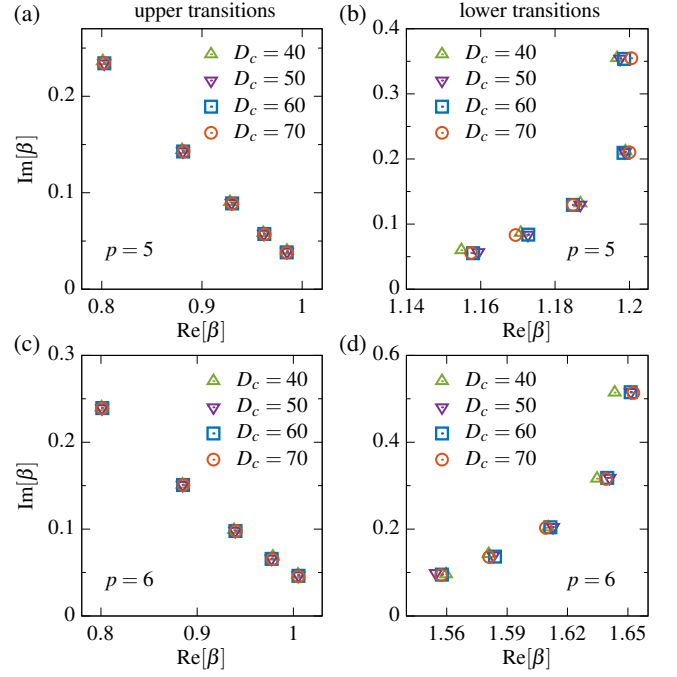 upper transitions
lower transitions
(a)
(b)
D_c = 40
D_c = 50
D_c = 60
D_c = 70
p = 5
Im[β]
0
0.1
0.2
0.8
0.9
1
Re[β]
D_c = 40
D_c = 50
D_c = 60
D_c = 70
p = 5
0
0.1
0.2
0.3
0.4
1.14
1.16
1.18
1.2
Re[β]
(c)
(d)
D_c = 40
D_c = 50
D_c = 60
D_c = 70
p = 6
Im[β]
0
0.1
0.2
0.3
0.8
0.9
1
Re[β]
D_c = 40
D_c = 50
D_c = 60
D_c = 70
p = 6
0
0.2
0.4
0.6
1.56
1.59
1.62
1.65
Re[β]